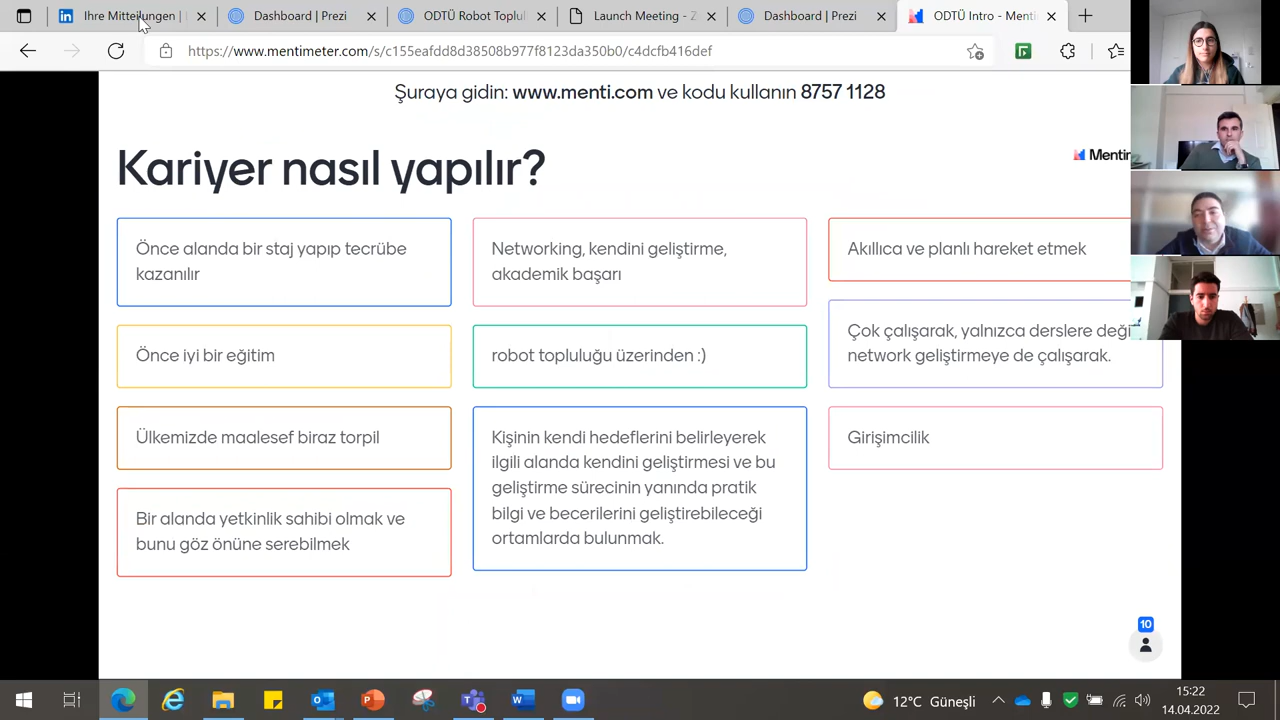 Ihre Mitteilungen
Dashboard | Prezi
ODTÜ Robot Toplul
Launch Meeting - Z
Dashboard | Prezi
ODTÜ Intro - Menti
https://www.mentimeter.com/s/c155eafdd8d38508b977f8123da350b0/c4dcfb416def
Şuraya gidin: www.menti.com ve kodu kullanın 8757 1128
Kariyer nasıl yapılır?
Menti
Önce alanda bir staj yapıp tecrübe
kazanılır
Önce iyi bir eğitim
Ülkemizde maalesef biraz torpil
Bir alanda yetkinlik sahibi olmak ve
bunu göz önüne serebilmek
Networking, kendini geliştirme,
akademik başarı
robot topluluğu üzerinden :)
Kişinin kendi hedeflerini belirleyerek
ilgili alanda kendini geliştirmesi ve bu
geliştirme sürecinin yanında pratik
bilgi ve becerilerini geliştirebileceği
ortamlarda bulunmak.
Akıllıca ve planlı hareket etmek
Çok çalışarak, yalnızca derslere deği
network geliştirmeye de çalışarak.
Girişimcilik
10
12°C Güneşli
15:22
14.04.2022